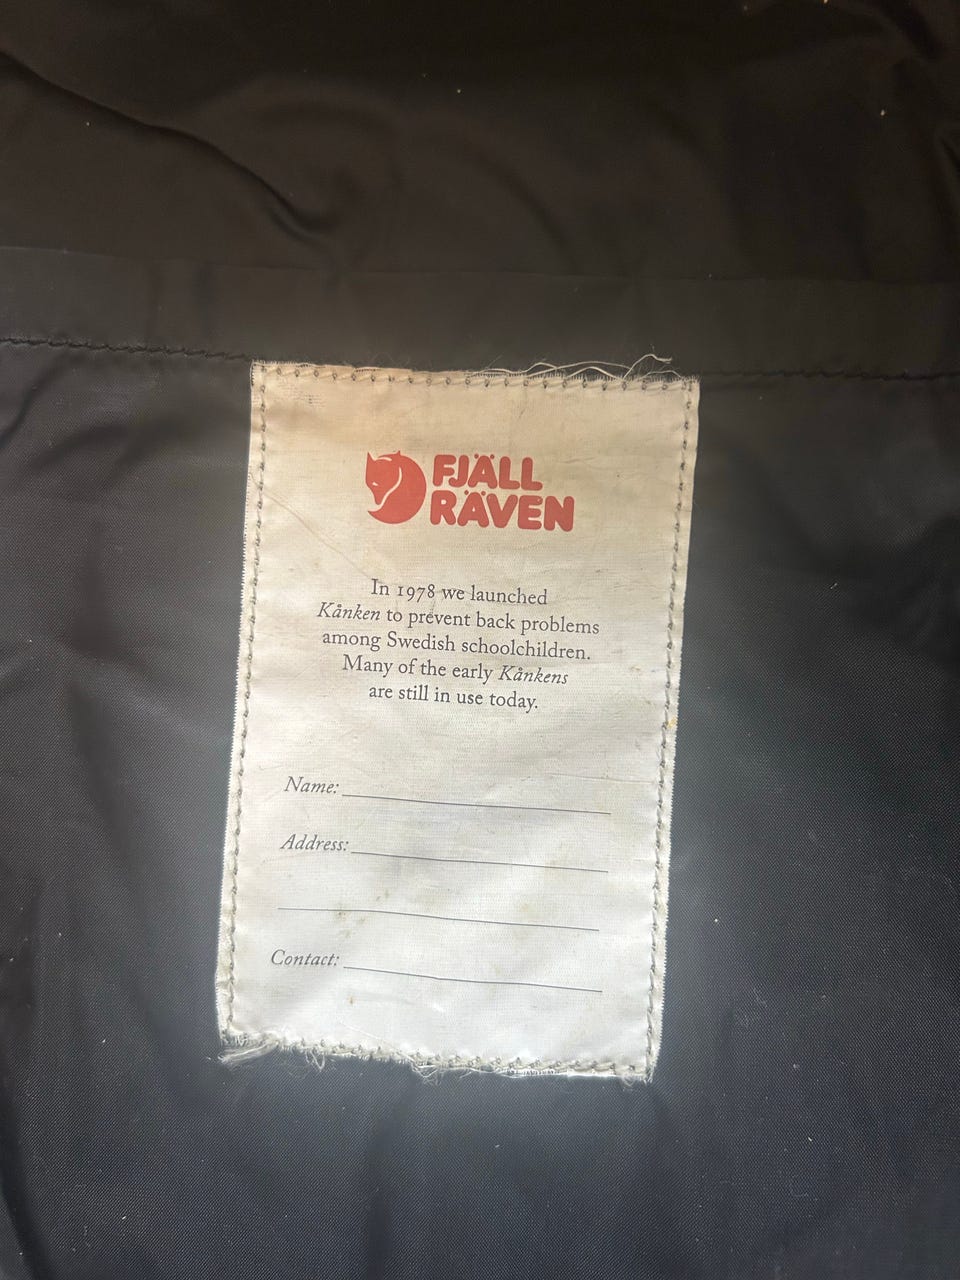 FJÄLL
RÄVEN
In 1978 we launched
Kånken to prevent back problems
among Swedish schoolchildren.
Many of the early Kånkens
are still in use today.
Name:
Address:
Contact: